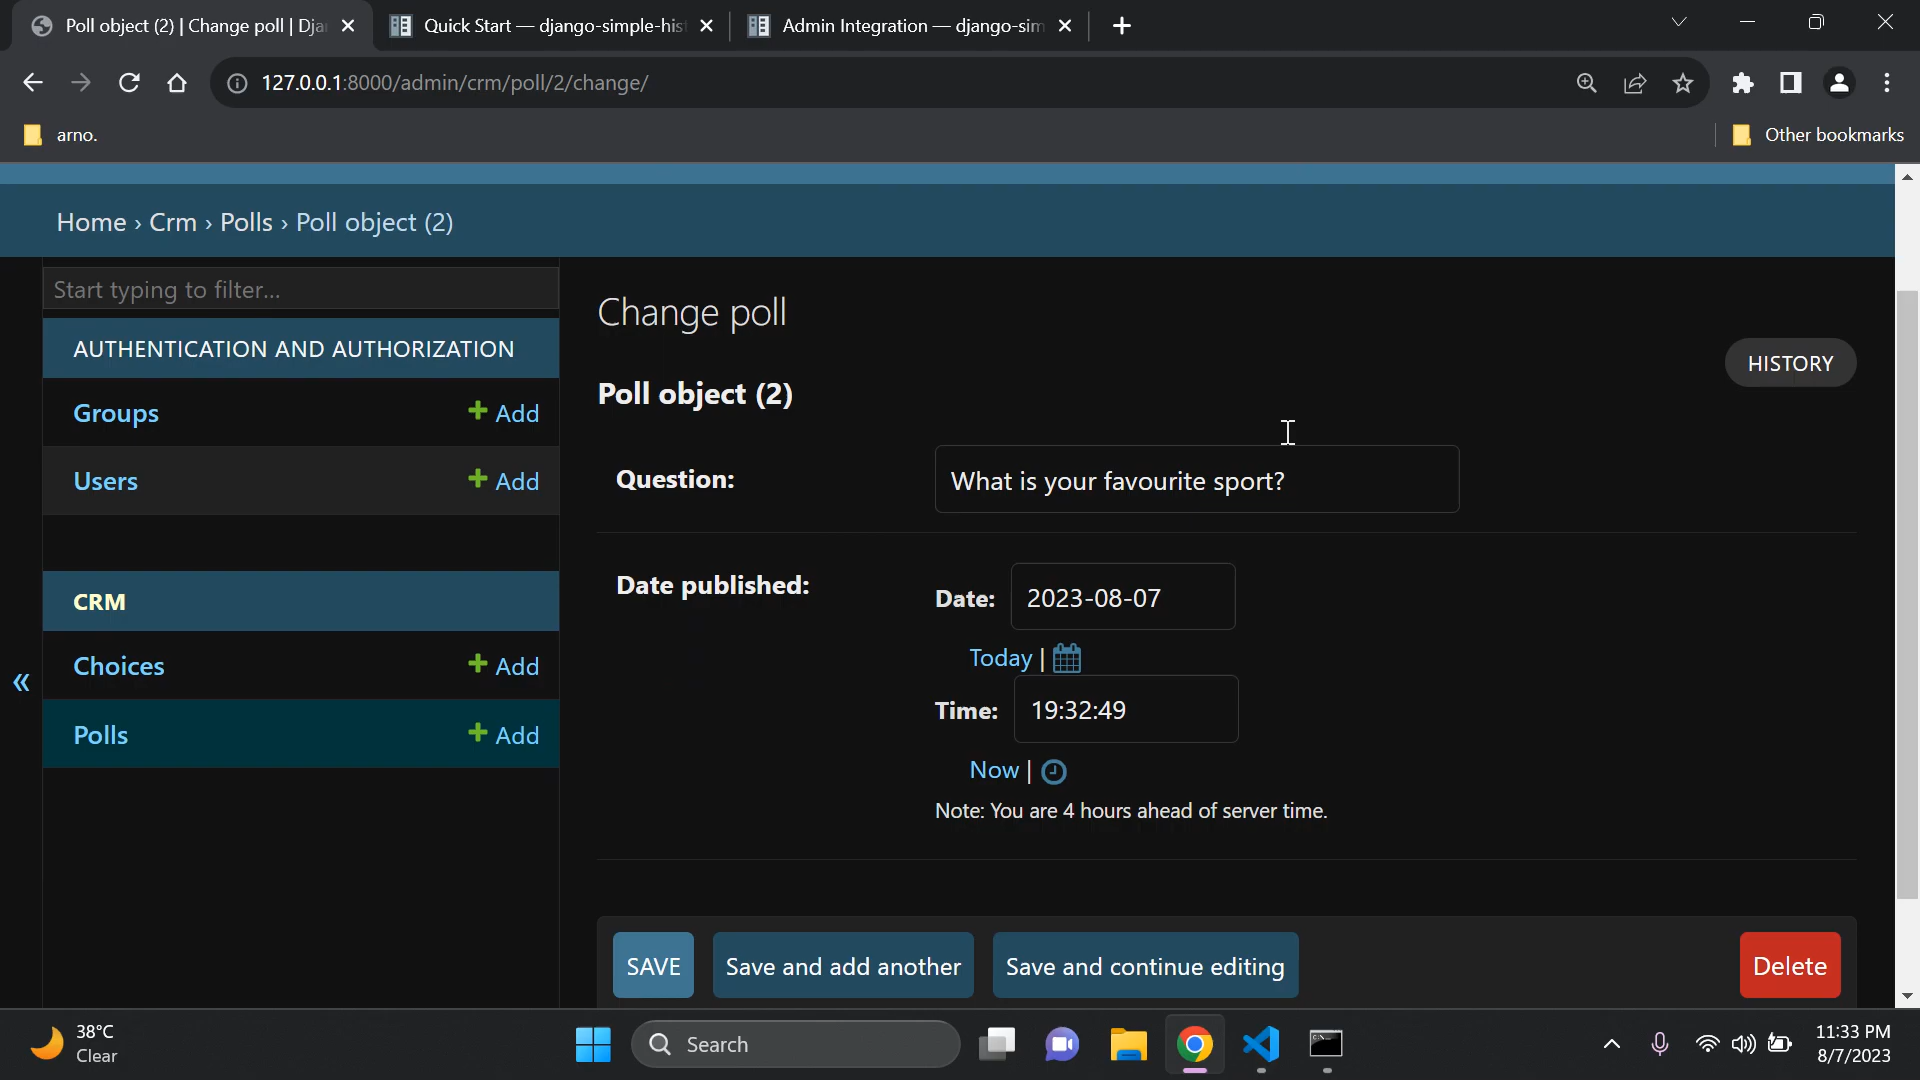 Poll object (2) | Change poll | Dja
Quick Start — django-simple-his
Admin Integration — django-sim
127.0.0.1:8000/admin/crm/poll/2/change/
arno.
Other bookmarks
Home › Crm › Polls › Poll object (2)
Start typing to filter...
AUTHENTICATION AND AUTHORIZATION
Groups + Add
Users + Add
CRM
Choices + Add
Polls + Add
«
Change poll
HISTORY
Poll object (2)
Question: What is your favourite sport?
Date published: Date: 2023-08-07
Today |
Time: 19:32:49
Now |
Note: You are 4 hours ahead of server time.
SAVE Save and add another Save and continue editing Delete
38°C
Clear
Search
11:33 PM
8/7/2023